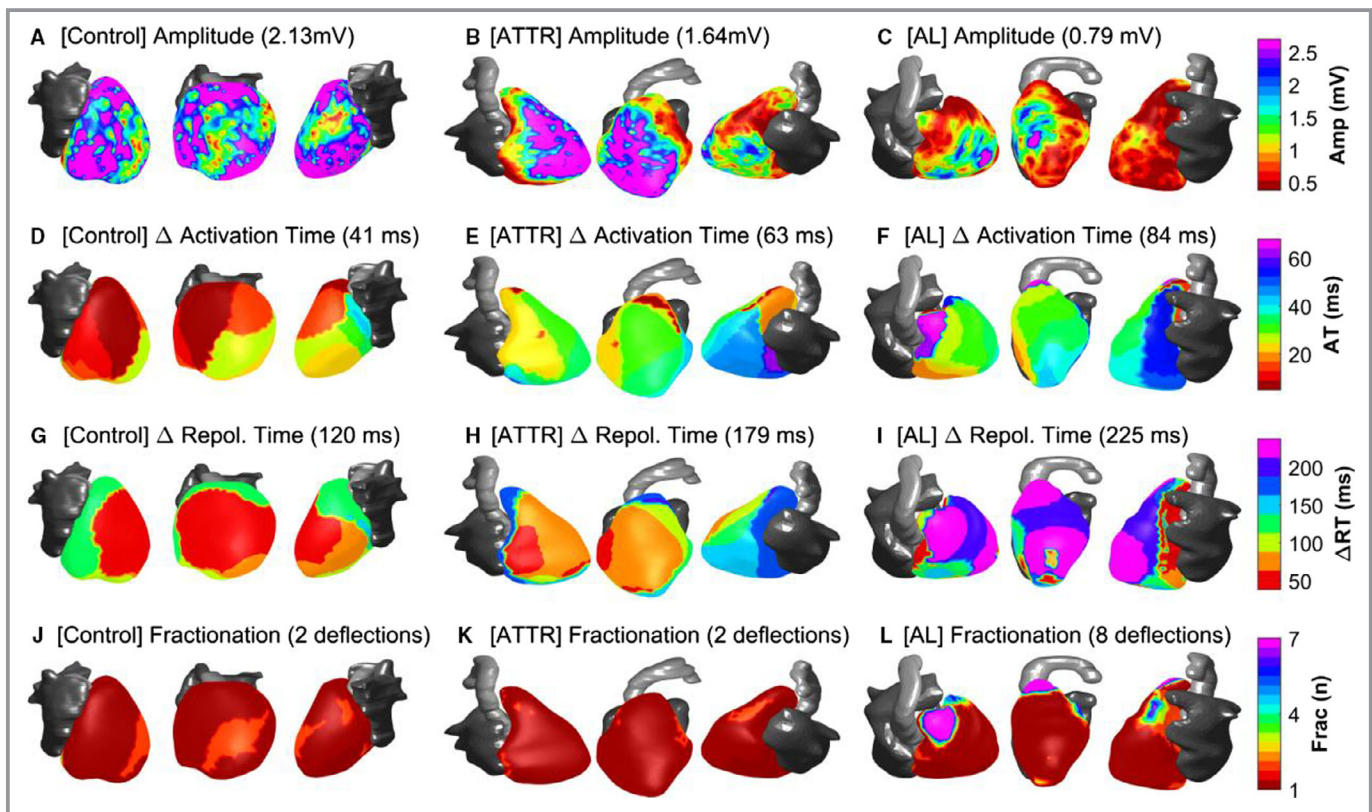 A [Control] Amplitude (2.13mV)
B [ATTR] Amplitude (1.64mV)
C [AL] Amplitude (0.79 mV)
2.5
2
1.5
1
0.5
Amp (mV)
D [Control] Δ Activation Time (41 ms)
E [ATTR] Δ Activation Time (63 ms)
F [AL] Δ Activation Time (84 ms)
60
40
20
AT (ms)
G [Control] Δ Repol. Time (120 ms)
H [ATTR] Δ Repol. Time (179 ms)
I [AL] Δ Repol. Time (225 ms)
200
150
100
50
ΔRT (ms)
J [Control] Fractionation (2 deflections)
K [ATTR] Fractionation (2 deflections)
L [AL] Fractionation (8 deflections)
7
4
1
Frac (n)